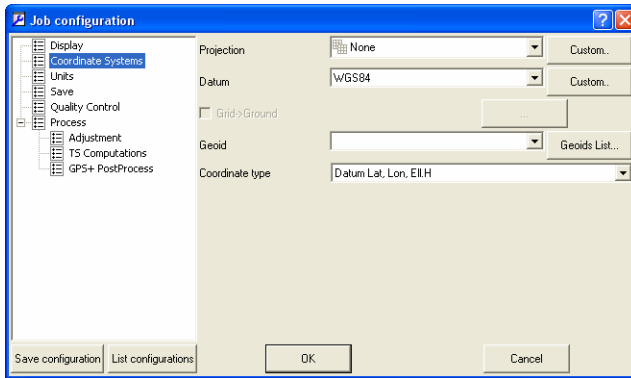 Job configuration
Display
Coordinate Systems
Units
Save
Quality Control
Process
Adjustment
TS Computations
GPS+ PostProcess
Projection
None
Custom..
Datum
WGS84
Custom..
Grid->Ground
...
Geoid
Geoids List...
Coordinate type
Datum Lat, Lon, Ell.H
Save configuration
List configurations
OK
Cancel